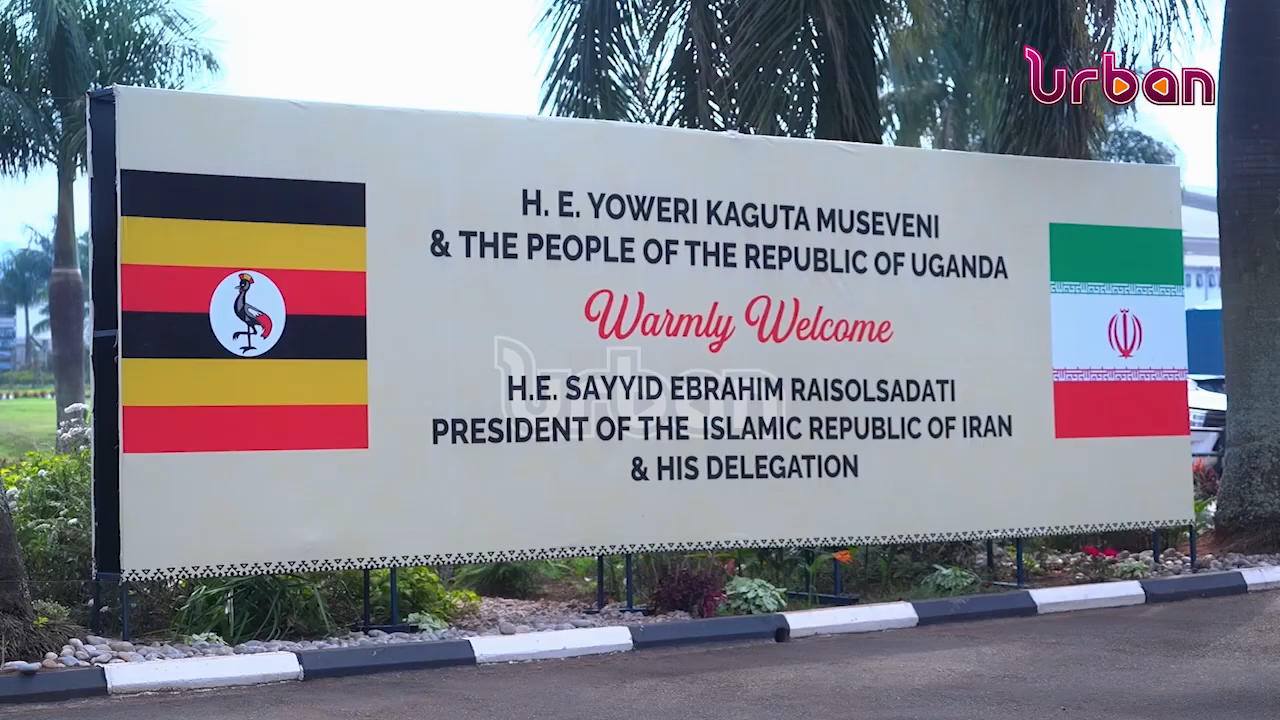 Urban
H. E. YOWERI KAGUTA MUSEVENI
& THE PEOPLE OF THE REPUBLIC OF UGANDA
Warmly Welcome
Urban
H.E. SAYYID EBRAHIM RAISOLSADATI
PRESIDENT OF THE ISLAMIC REPUBLIC OF IRAN
& HIS DELEGATION